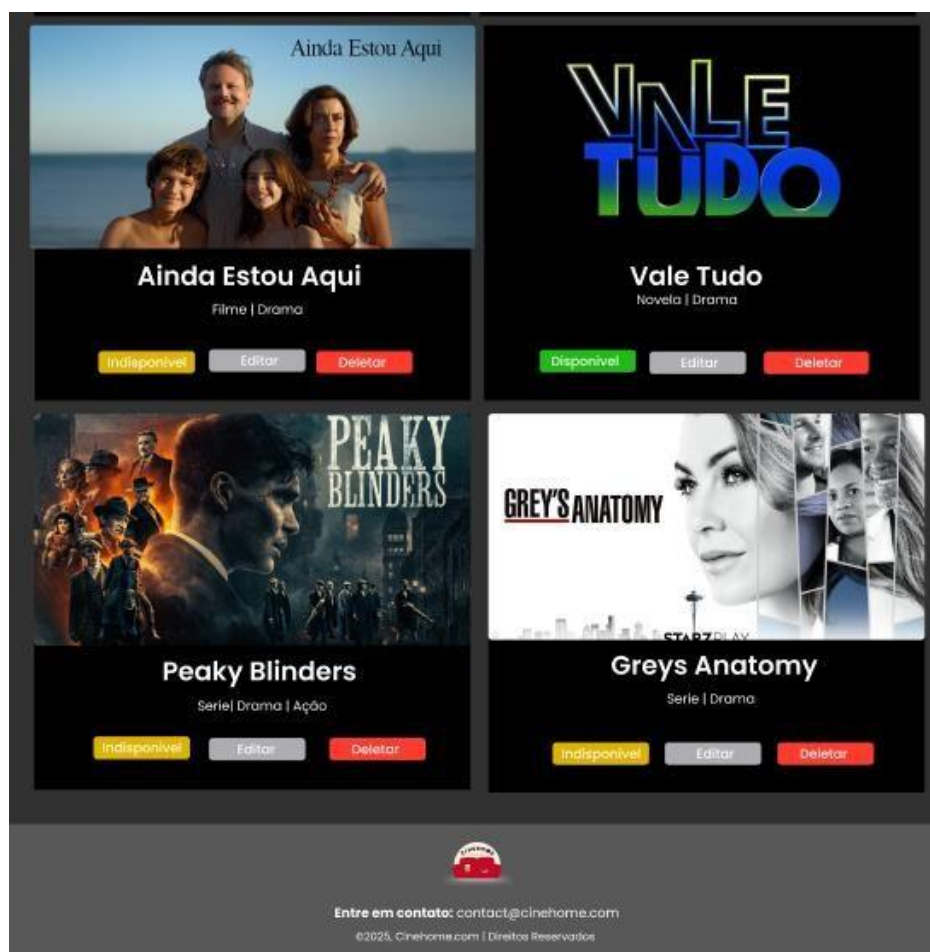 Ainda Estou Aqui
VALE
TUDO
Ainda Estou Aqui
Filme | Drama
Indisponível Editar Deletar
Vale Tudo
Novela | Drama
Disponível Editar Deletar
PEAKY
BLINDERS
GREY'S ANATOMY
STARZPLAY
Peaky Blinders
Serie| Drama | Ação
Indisponível Editar Deletar
Greys Anatomy
Serie | Drama
Indisponível Editar Deletar
CINEHOME
Entre em contato: contact@cinehome.com
©2025, Cinehome.com | Direitos Reservados